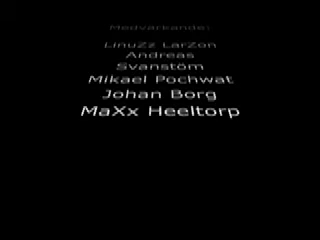 Medverkande:
LinuZz LarZon
Andreas
Svanstöm
Mikael Pochwat
Johan Borg
MaXx Heeltorp